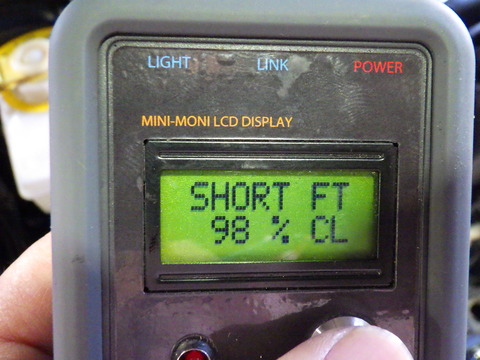 LIGHT LINK POWER
MINI-MONI LCD DISPLAY
SHORT FT
98 % CL